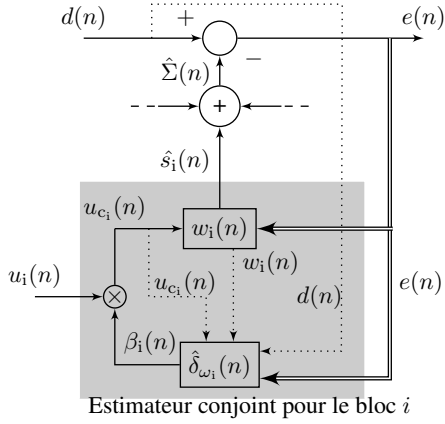 d(n)
+
e(n)
−
Σ̂(n)
+
ŝ_i(n)
u_{c_i}(n)
w_i(n)
w_i(n)
u_{c_i}(n)
e(n)
u_i(n)
×
d(n)
β_i(n)
δ̂_{ω_i}(n)
Estimateur conjoint pour le bloc i